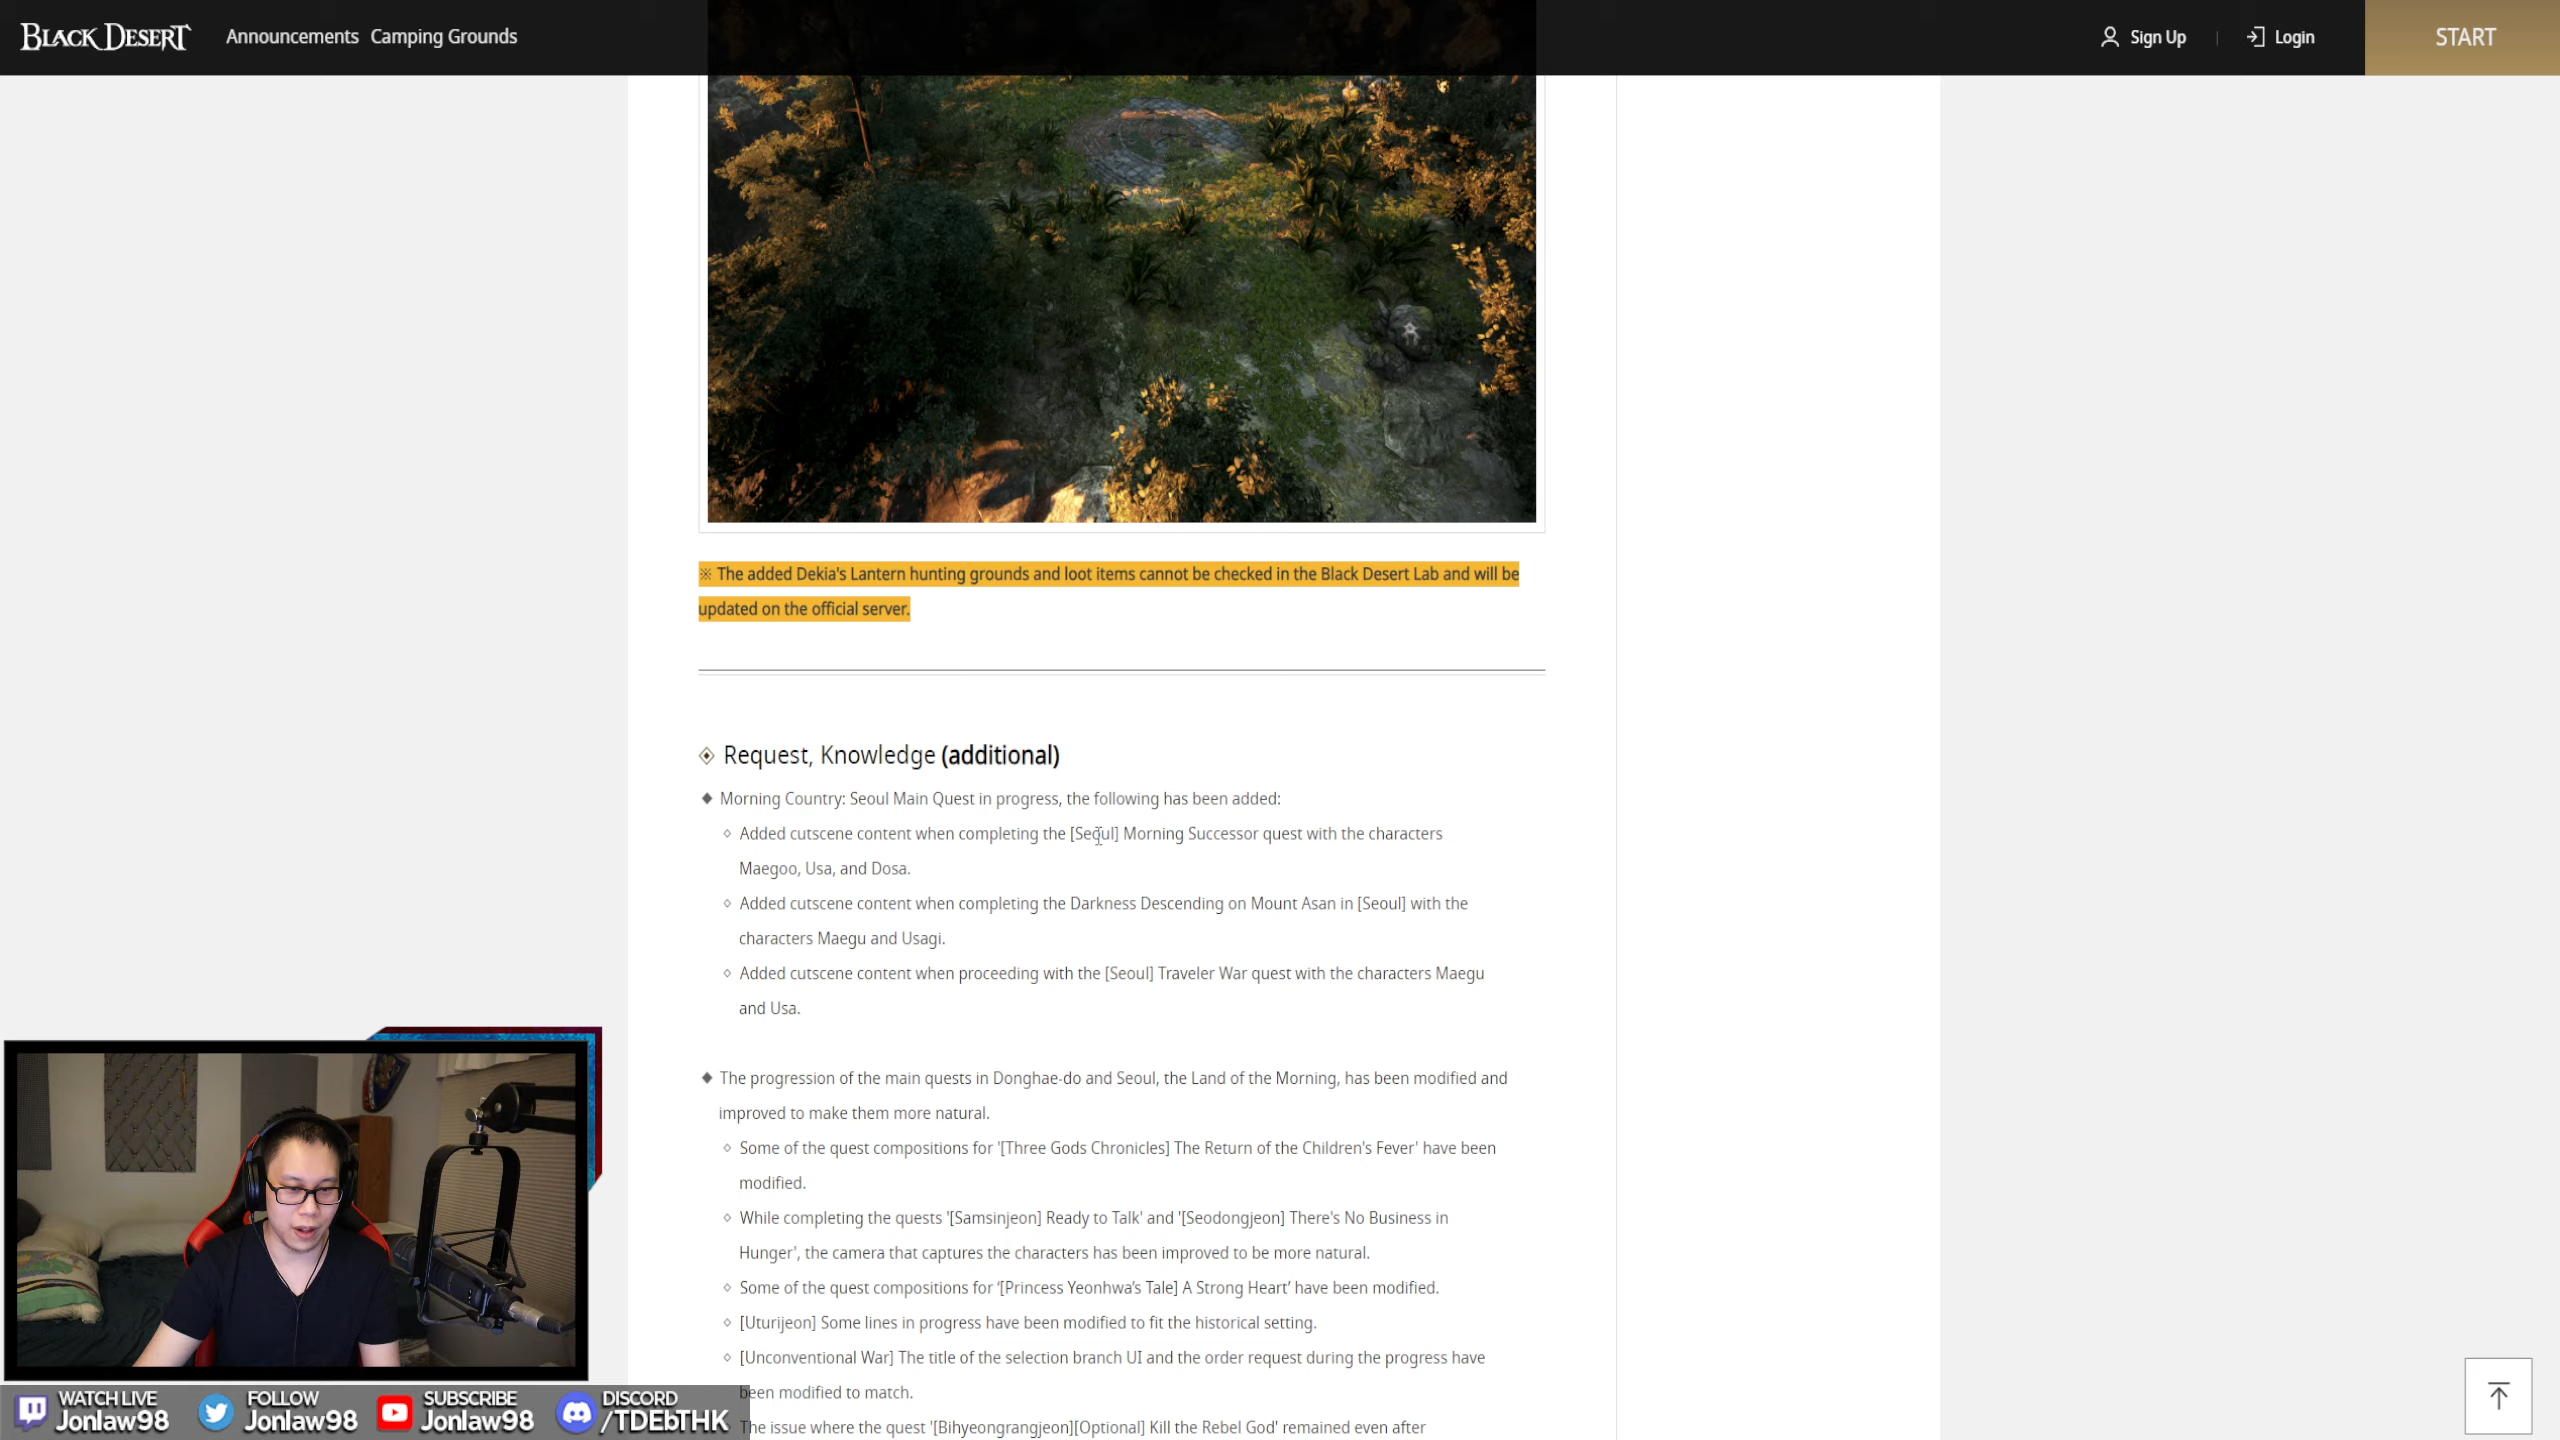 BLACK DESERT Announcements Camping Grounds Sign Up Login START
※ The added Dekia's Lantern hunting grounds and loot items cannot be checked in the Black Desert Lab and will be
updated on the official server.
Request, Knowledge (additional)
Morning Country: Seoul Main Quest in progress, the following has been added:
Added cutscene content when completing the [Seoul] Morning Successor quest with the characters
Maegoo, Usa, and Dosa.
Added cutscene content when completing the Darkness Descending on Mount Asan in [Seoul] with the
characters Maegu and Usagi.
Added cutscene content when proceeding with the [Seoul] Traveler War quest with the characters Maegu
and Usa.
The progression of the main quests in Donghae-do and Seoul, the Land of the Morning, has been modified and
improved to make them more natural.
Some of the quest compositions for '[Three Gods Chronicles] The Return of the Children's Fever' have been
modified.
While completing the quests '[Samsinjeon] Ready to Talk' and '[Seodongjeon] There's No Business in
Hunger', the camera that captures the characters has been improved to be more natural.
Some of the quest compositions for ‘[Princess Yeonhwa’s Tale] A Strong Heart’ have been modified.
[Uturijeon] Some lines in progress have been modified to fit the historical setting.
[Unconventional War] The title of the selection branch UI and the order request during the progress have
been modified to match.
The issue where the quest '[Bihyeongrangjeon][Optional] Kill the Rebel God' remained even after
WATCH LIVE
Jonlaw98
FOLLOW
Jonlaw98
SUBSCRIBE
Jonlaw98
DISCORD
/TDEbTHK